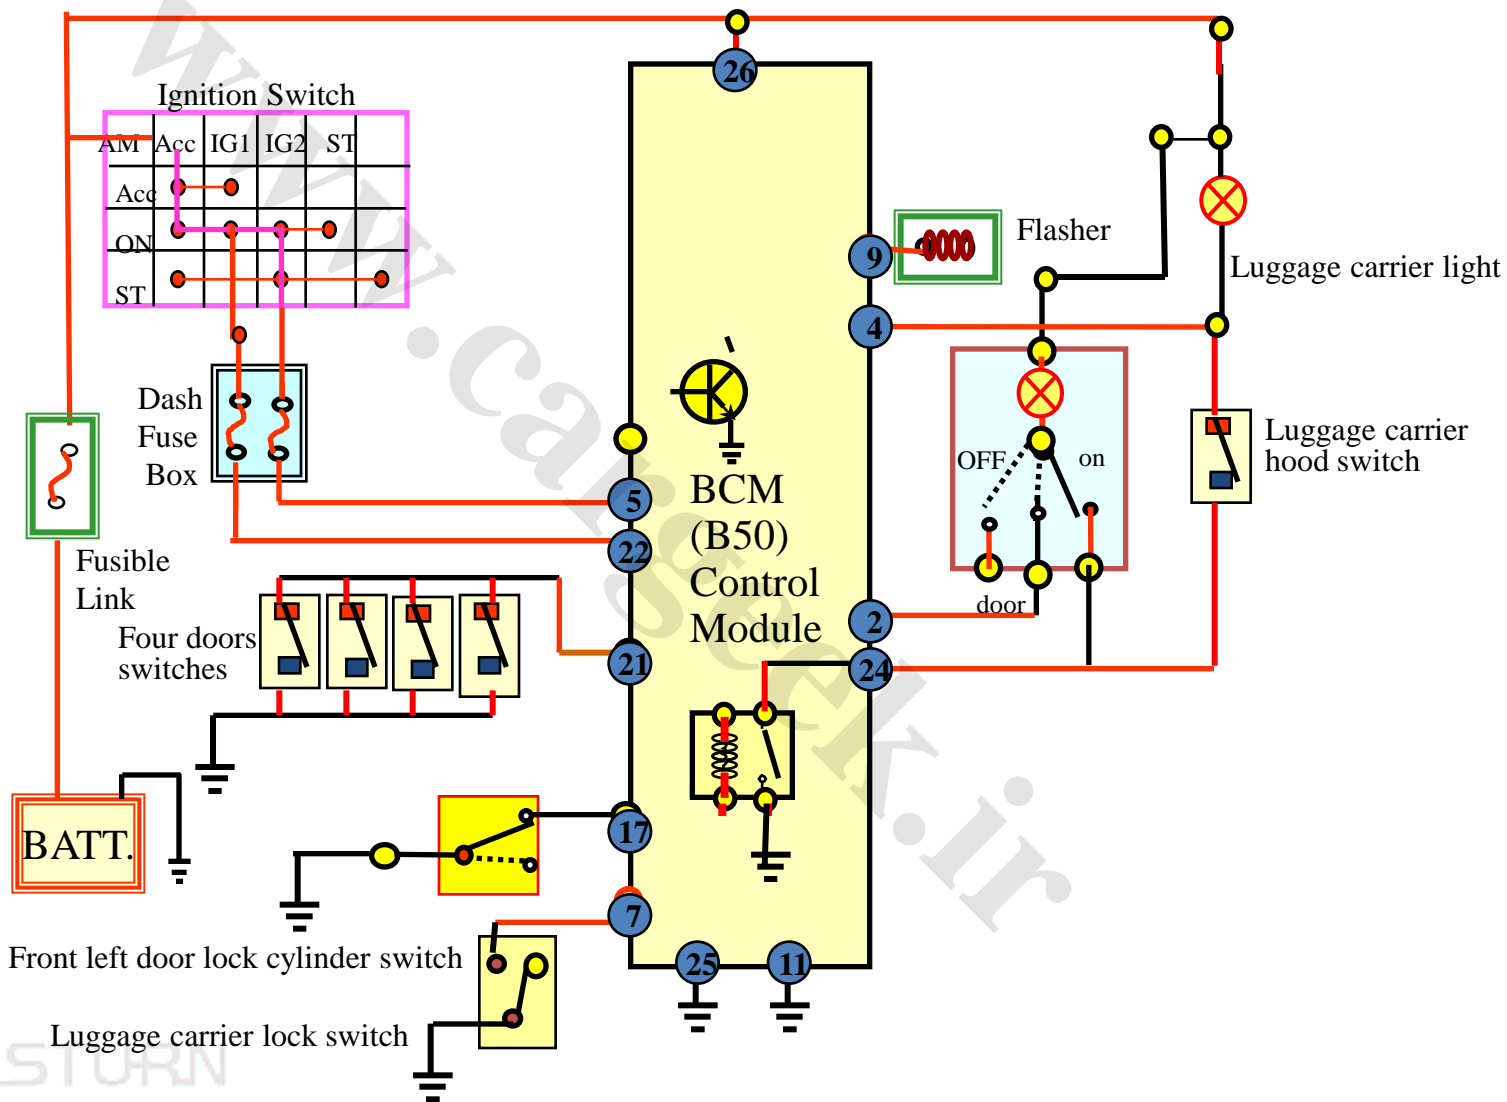 www.cargeek.ir
26
Ignition Switch
AM Acc IG1 IG2 ST
Acc
ON
ST
9
Flasher
Luggage carrier light
4
Dash
Fuse
Box
OFF
on
Luggage carrier
hood switch
5
BCM
(B50)
Control
Module
22
Fusible
Link
door
2
Four doors
switches
21
24
BATT.
17
7
Front left door lock cylinder switch
25
11
Luggage carrier lock switch
STURN